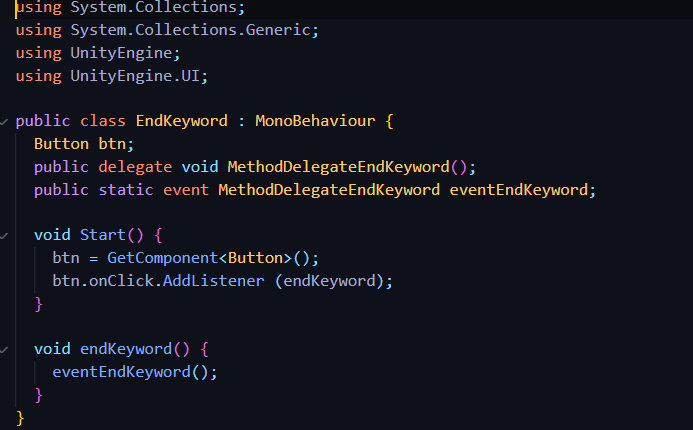 using System.Collections;
using System.Collections.Generic;
using UnityEngine;
using UnityEngine.UI;

public class EndKeyword : MonoBehaviour {
  Button btn;
  public delegate void MethodDelegateEndKeyword();
  public static event MethodDelegateEndKeyword eventEndKeyword;

  void Start() {
    btn = GetComponent<Button>();
    btn.onClick.AddListener (endKeyword);
  }

  void endKeyword() {
    eventEndKeyword();
  }
}